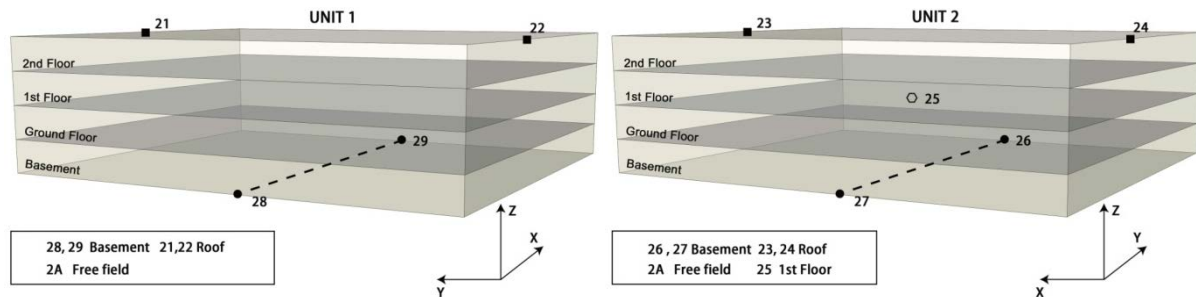 UNIT 1
21
22
2nd Floor
1st Floor
Ground Floor
Basement
29
28
Z
X
Y
28, 29 Basement 21,22 Roof
2A Free field
UNIT 2
23
24
2nd Floor
1st Floor
Ground Floor
Basement
25
26
27
Z
Y
X
26 , 27 Basement 23, 24 Roof
2A Free field 25 1st Floor